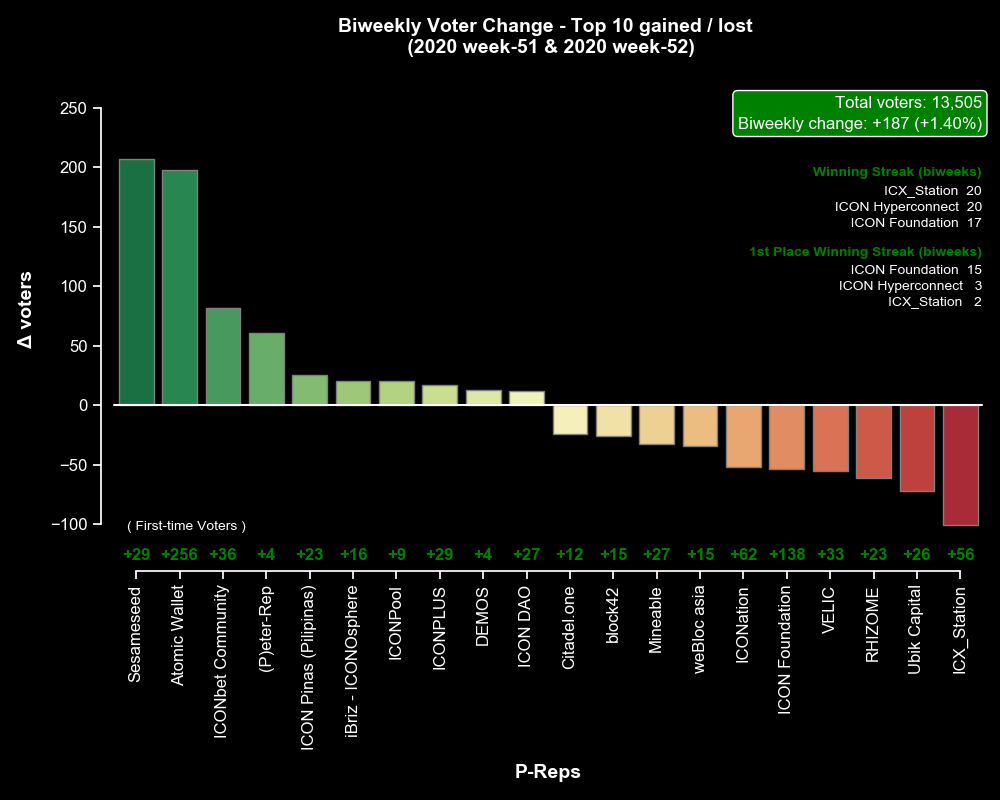 Biweekly Voter Change - Top 10 gained / lost
(2020 week-51 & 2020 week-52)
Total voters: 13,505
Biweekly change: +187 (+1.40%)
Winning Streak (biweeks)
ICX_Station 20
ICON Hyperconnect 20
ICON Foundation 17
1st Place Winning Streak (biweeks)
ICON Foundation 15
ICON Hyperconnect 3
ICX_Station 2
Δ voters
250
200
150
100
50
0
−50
−100
( First-time Voters )
+29 +256 +36 +4 +23 +16 +9 +29 +4 +27 +12 +15 +27 +15 +62 +138 +33 +23 +26 +56
Sesameseed
Atomic Wallet
ICONbet Community
(P)eter-Rep
ICON Pinas (Pilipinas)
iBriz - ICONOsphere
ICONPool
ICONPLUS
DEMOS
ICON DAO
Citadel.one
block42
Mineable
weBloc asia
ICONation
ICON Foundation
VELIC
RHIZOME
Ubik Capital
ICX_Station
P-Reps